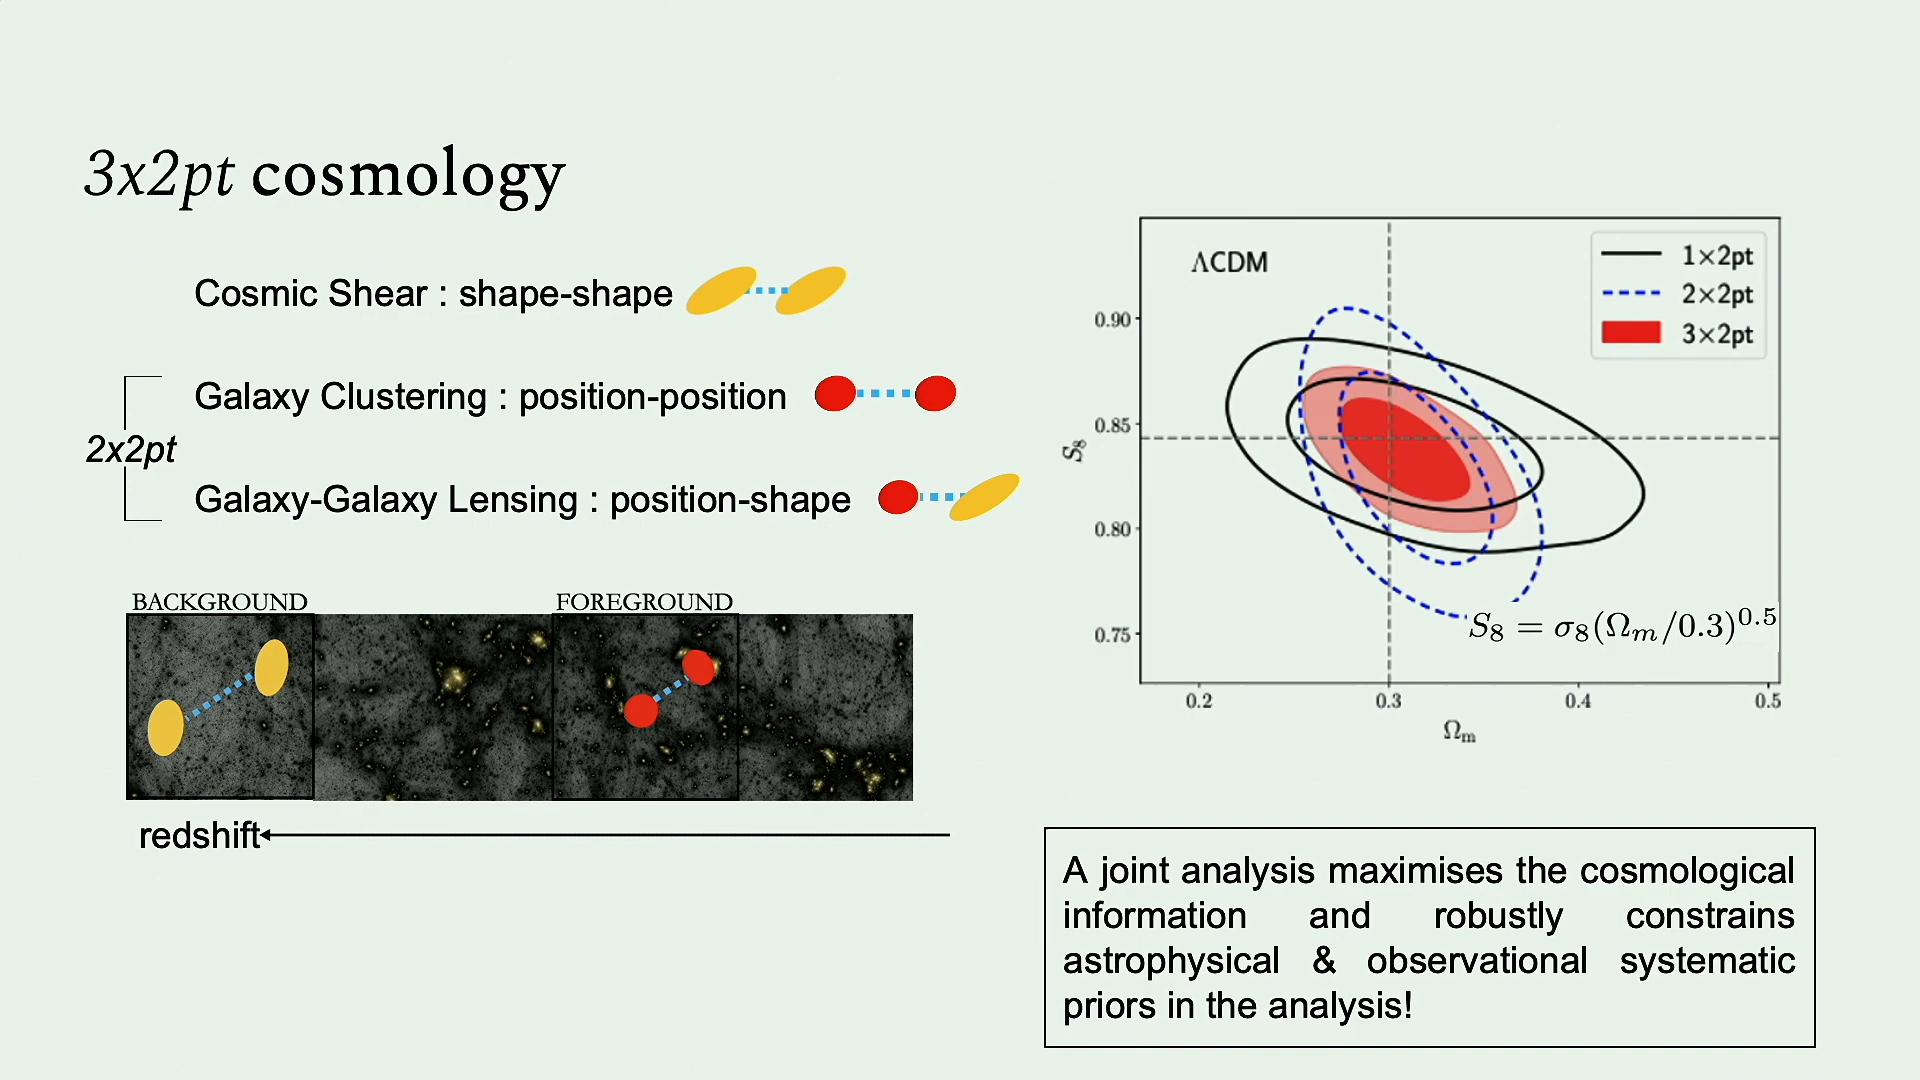 3x2pt cosmology
Cosmic Shear : shape-shape
Galaxy Clustering : position-position
2x2pt
Galaxy-Galaxy Lensing : position-shape
BACKGROUND
FOREGROUND
redshift
ΛCDM
1×2pt
2×2pt
3×2pt
0.90
0.85
0.80
0.75
S₈
S₈ = σ₈(Ωₘ/0.3)⁰·⁵
0.2
0.3
0.4
0.5
Ωₘ
A joint analysis maximises the cosmological
information and robustly constrains
astrophysical & observational systematic
priors in the analysis!